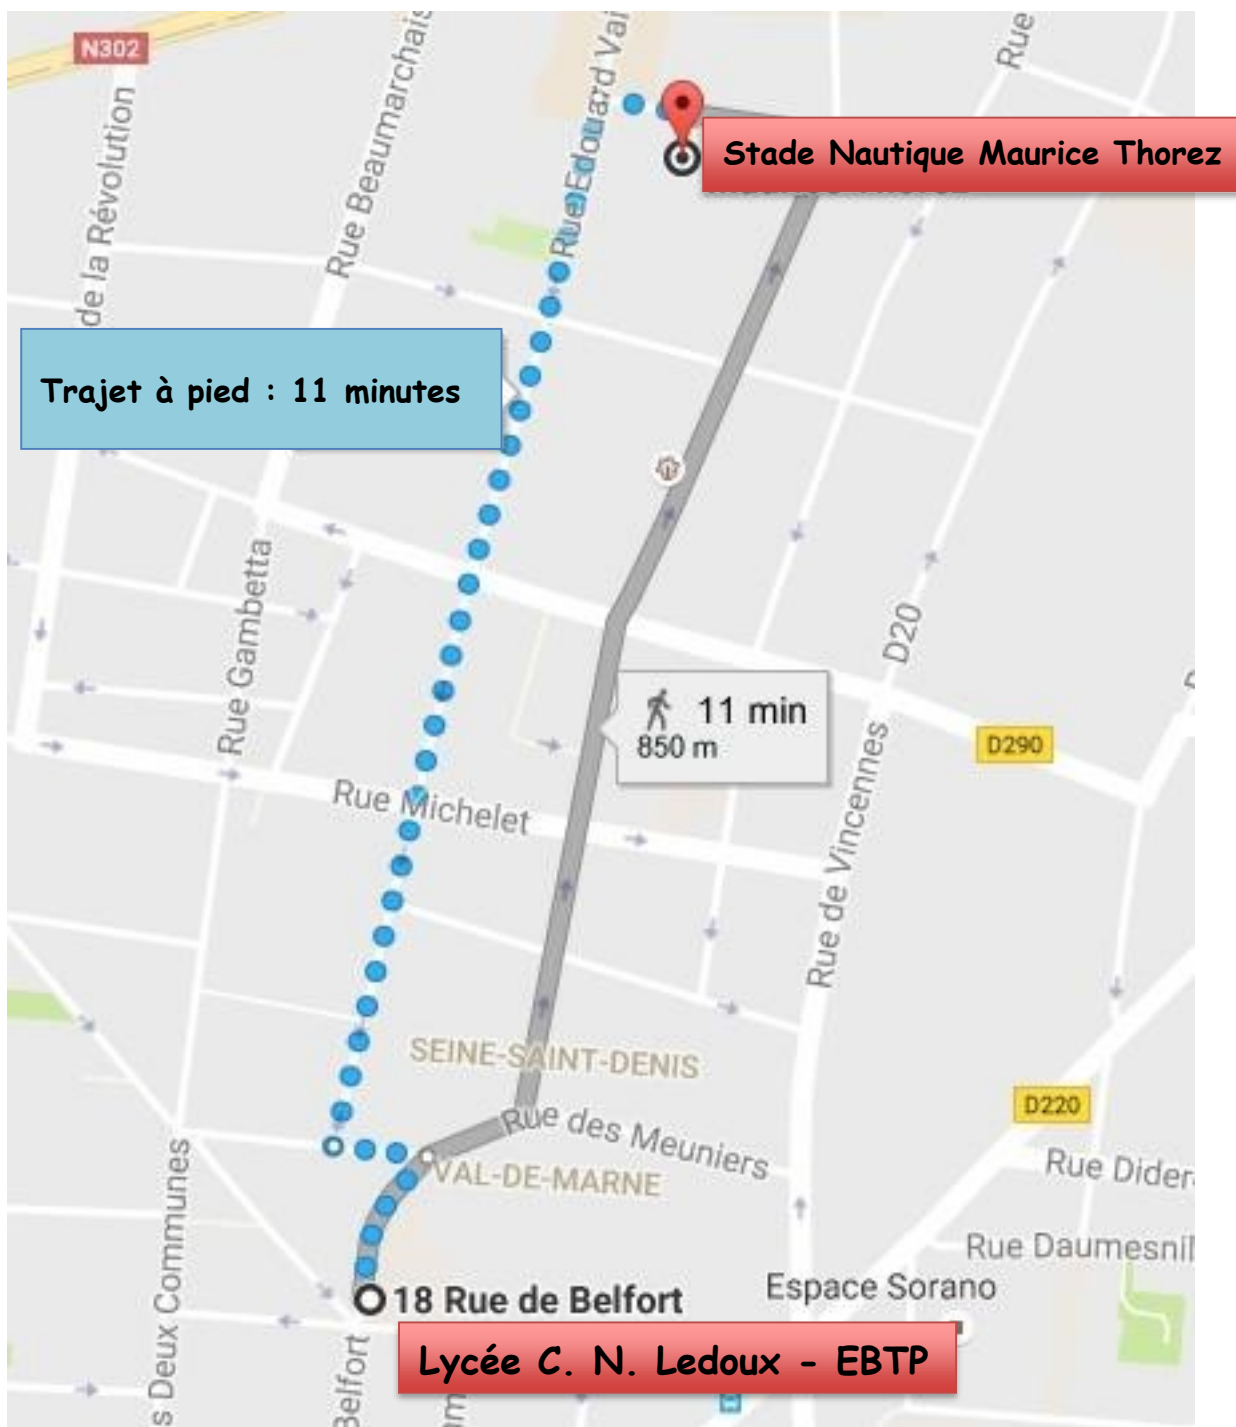 N302
Rue
de la Révolution
Rue Beaumarchais
Rue Edouard Vai
Stade Nautique Maurice Thorez
Trajet à pied : 11 minutes
Rue Gambetta
D20
11 min
850 m
D290
Rue Michelet
Rue de Vincennes
SEINE-SAINT-DENIS
D220
Rue des Meuniers
VAL-DE-MARNE
Rue Dider
s Deux Communes
Rue Daumesnil
Espace Sorano
18 Rue de Belfort
Belfort
Lycée C. N. Ledoux - EBTP